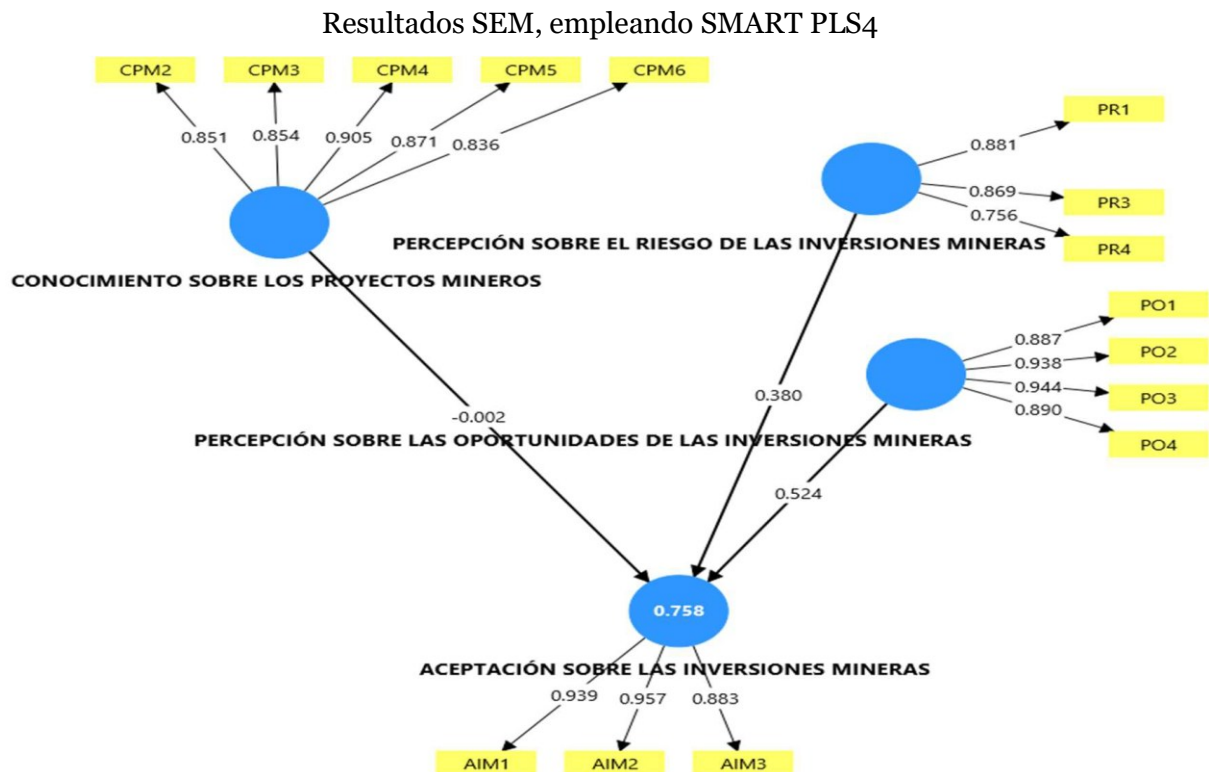 Resultados SEM, empleando SMART PLS4
CPM2 CPM3 CPM4 CPM5 CPM6
0.851 0.854 0.905 0.871 0.836
CONOCIMIENTO SOBRE LOS PROYECTOS MINEROS
PR1
0.881
PR3
0.869
0.756
PR4
PERCEPCIÓN SOBRE EL RIESGO DE LAS INVERSIONES MINERAS
PO1
0.887
PO2
0.938
PO3
0.944
0.890
PO4
PERCEPCIÓN SOBRE LAS OPORTUNIDADES DE LAS INVERSIONES MINERAS
-0.002
0.380
0.524
0.758
ACEPTACIÓN SOBRE LAS INVERSIONES MINERAS
0.939 0.957 0.883
AIM1 AIM2 AIM3